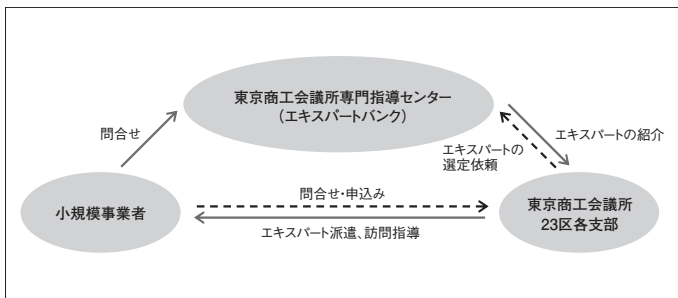 東京商工会議所専門指導センター
(エキスパートバンク)
問合せ
エキスパートの紹介
エキスパートの
選定依頼
小規模事業者
問合せ・申込み
エキスパート派遣、訪問指導
東京商工会議所
23区各支部